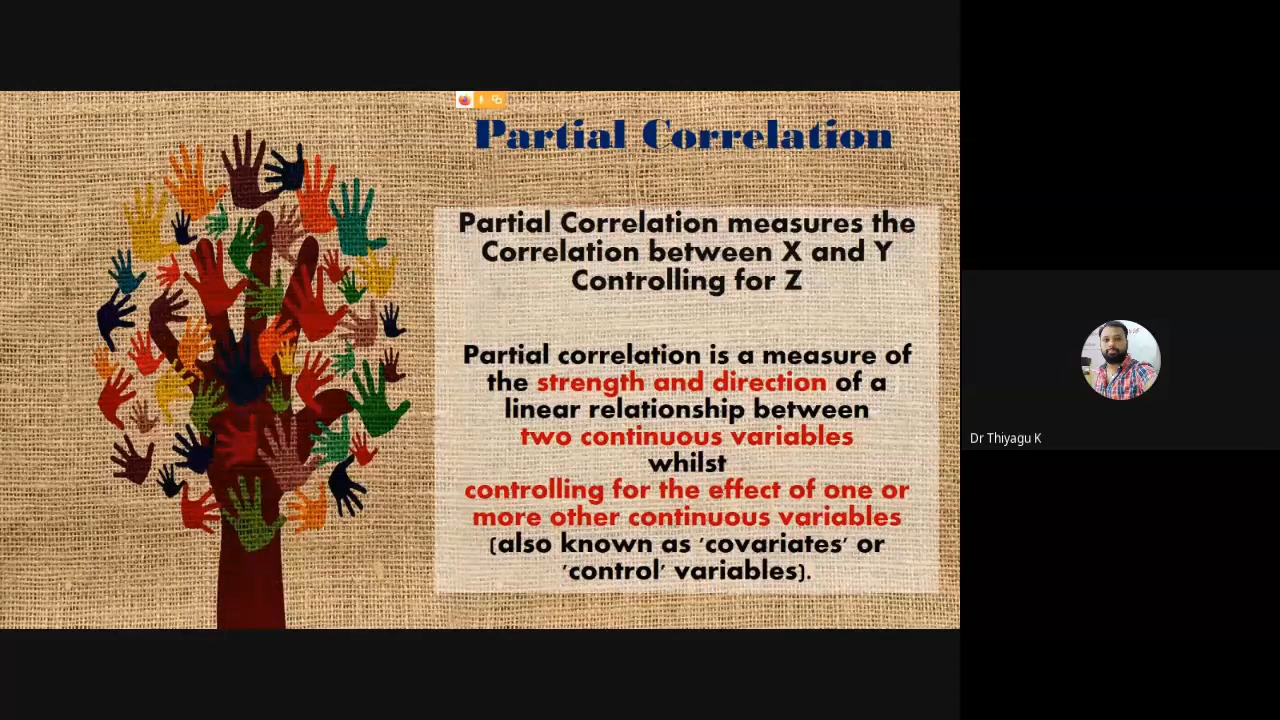 Partial Correlation
Partial Correlation measures the
Correlation between X and Y
Controlling for Z
Partial correlation is a measure of
the strength and direction of a
linear relationship between
two continuous variables
whilst
controlling for the effect of one or
more other continuous variables
(also known as 'covariates' or
'control' variables).
Dr Thiyagu K